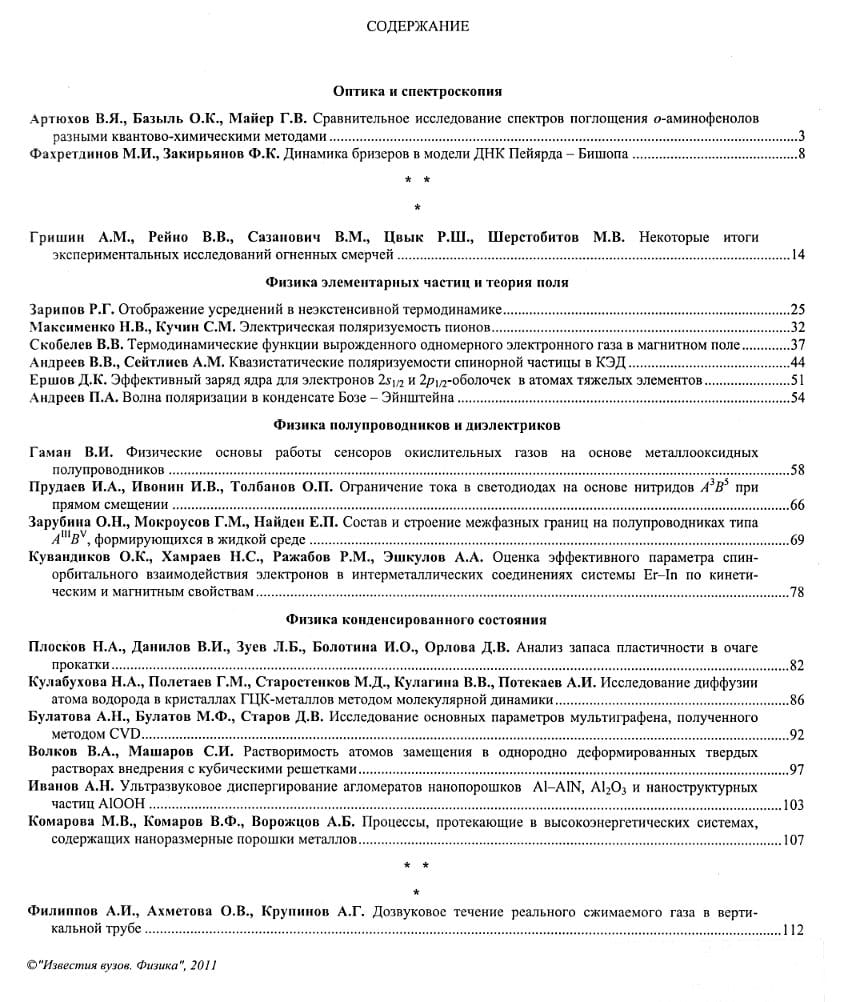 СОДЕРЖАНИЕ
Оптика и спектроскопия
Артюхов В.Я., Базыль О.К., Майер Г.В. Сравнительное исследование спектров поглощения о-аминофенолов
разными квантово-химическими методами...3
Фахретдинов М.И., Закирьянов Ф.К. Динамика бризеров в модели ДНК Пейярда – Бишопа ...8
* *
*
Гришин А.М., Рейно В.В., Сазанович В.М., Цвык Р.Ш., Шерстобитов М.В. Некоторые итоги
экспериментальных исследований огненных смерчей...14
Физика элементарных частиц и теория поля
Зарипов Р.Г. Отображение усреднений в неэкстенсивной термодинамике...25
Максименко Н.В., Кучин С.М. Электрическая поляризуемость пионов...32
Скобелев В.В. Термодинамические функции вырожденного одномерного электронного газа в магнитном поле...37
Андреев В.В., Сейтлиев А.М. Квазистатические поляризуемости спинорной частицы в КЭД...44
Ершов Д.К. Эффективный заряд ядра для электронов 2s1/2 и 2p1/2-оболочек в атомах тяжелых элементов...51
Андреев П.А. Волна поляризации в конденсате Бозе – Эйнштейна...54
Физика полупроводников и диэлектриков
Гаман В.И. Физические основы работы сенсоров окислительных газов на основе металлооксидных
полупроводников...58
Прудаев И.А., Ивонин И.В., Толбанов О.П. Ограничение тока в светодиодах на основе нитридов A³B⁵ при
прямом смещении...66
Зарубина О.Н., Мокроусов Г.М., Найден Е.П. Состав и строение межфазных границ на полупроводниках типа
AIIIBV, формирующихся в жидкой среде...69
Кувандиков О.К., Хамраев Н.С., Ражабов Р.М., Эшкулов А.А. Оценка эффективного параметра спин-
орбитального взаимодействия электронов в интерметаллических соединениях системы Er–In по кинети-
ческим и магнитным свойствам...78
Физика конденсированного состояния
Плосков Н.А., Данилов В.И., Зуев Л.Б., Болотина И.О., Орлова Д.В. Анализ запаса пластичности в очаге
прокатки...82
Кулабухова Н.А., Полетаев Г.М., Старостенков М.Д., Кулагина В.В., Потекаев А.И. Исследование диффузии
атома водорода в кристаллах ГЦК-металлов методом молекулярной динамики...86
Булатова А.Н., Булатов М.Ф., Старов Д.В. Исследование основных параметров мультиграфена, полученного
методом CVD...92
Волков В.А., Машаров С.И. Растворимость атомов замещения в однородно деформированных твердых
растворах внедрения с кубическими решетками...97
Иванов А.Н. Ультразвуковое диспергирование агломератов нанопорошков Al–AlN, Al₂O₃ и наноструктурных
частиц AlOOH...103
Комарова М.В., Комаров В.Ф., Ворожцов А.Б. Процессы, протекающие в высокоэнергетических системах,
содержащих наноразмерные порошки металлов...107
* *
*
Филиппов А.И., Ахметова О.В., Крупинов А.Г. Дозвуковое течение реального сжимаемого газа в верти-
кальной трубе...112
©"Известия вузов. Физика", 2011